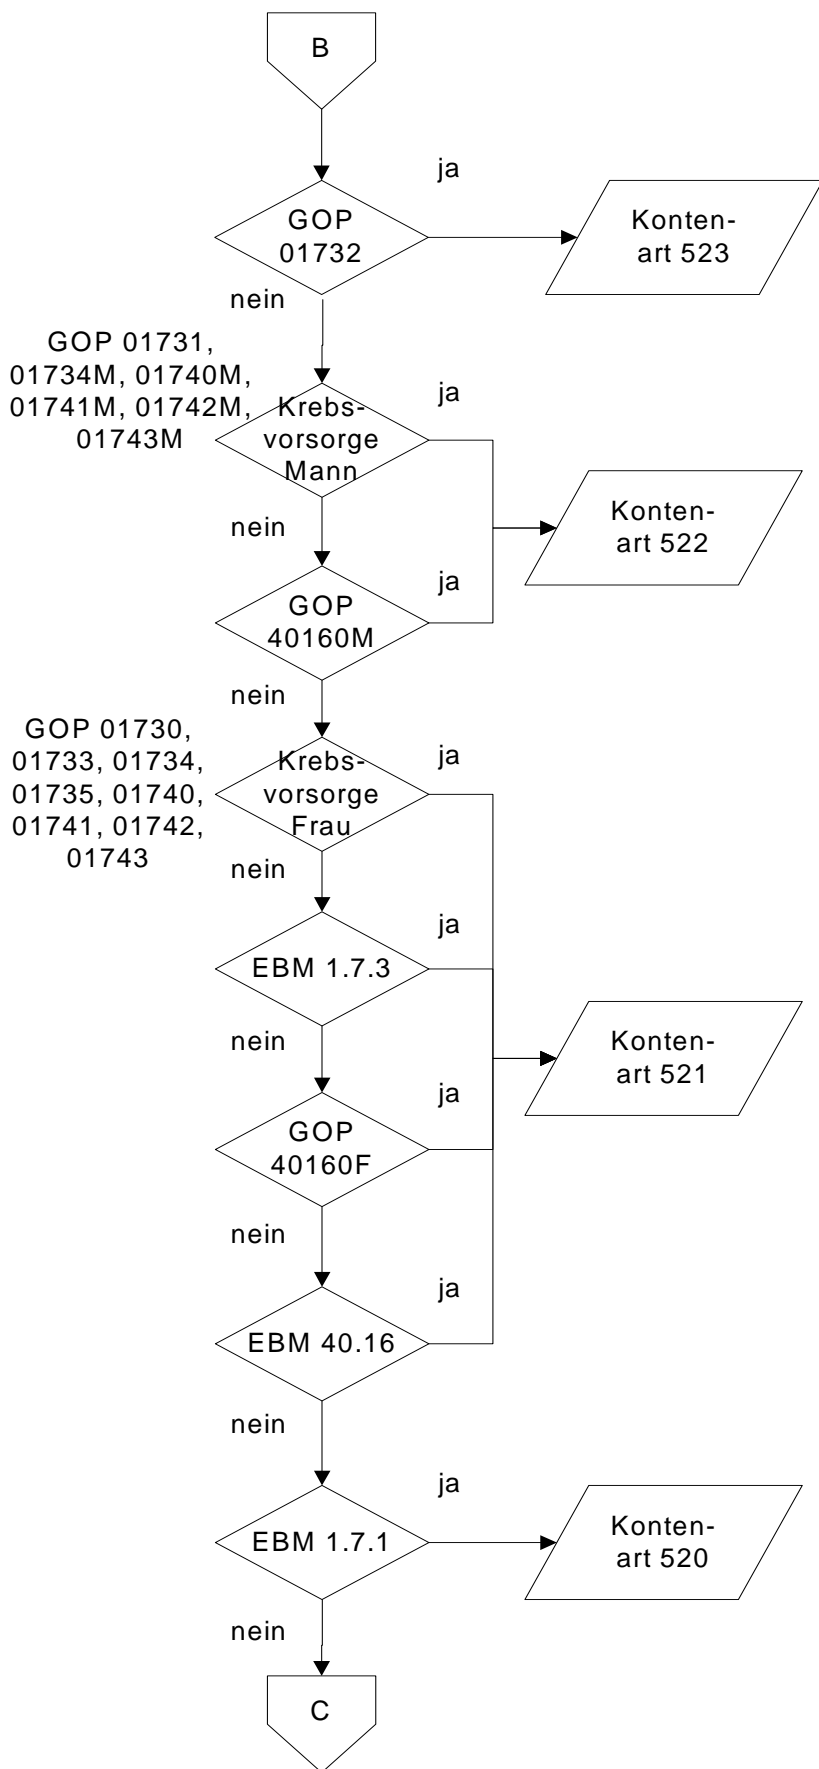 B
ja
GOP
01732
Konten-
art 523
nein
GOP 01731,
01734M, 01740M,
01741M, 01742M,
01743M
Krebs-
vorsorge
Mann
ja
Konten-
art 522
nein
GOP
40160M
ja
nein
GOP 01730,
01733, 01734,
01735, 01740,
01741, 01742,
01743
Krebs-
vorsorge
Frau
ja
nein
EBM 1.7.3
ja
Konten-
art 521
nein
GOP
40160F
ja
nein
EBM 40.16
ja
nein
EBM 1.7.1
ja
Konten-
art 520
nein
C